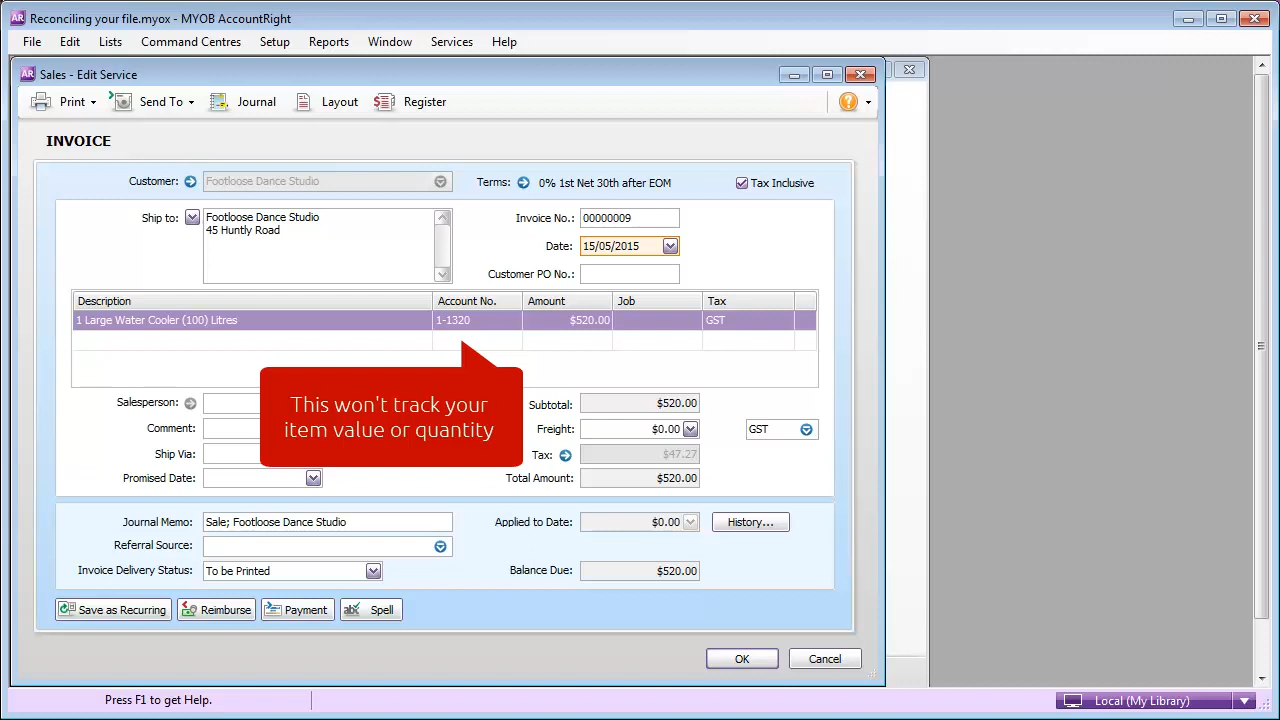 AR Reconciling your file.myox - MYOB AccountRight
File Edit Lists Command Centres Setup Reports Window Services Help
AR Sales - Edit Service
Print Send To Journal Layout Register ?
INVOICE
Customer: Footloose Dance Studio Terms: 0% 1st Net 30th after EOM Tax Inclusive
Ship to: Footloose Dance Studio Invoice No.: 00000009
45 Huntly Road
Date: 15/05/2015
Customer PO No.:
Description Account No. Amount Job Tax
1 Large Water Cooler (100) Litres 1-1320 $520.00 GST
This won't track your
item value or quantity
Salesperson: Subtotal: $520.00
Comment: Freight: $0.00 GST
Ship Via: Tax: $47.27
Promised Date: Total Amount: $520.00
Journal Memo: Sale; Footloose Dance Studio Applied to Date: $0.00 History...
Referral Source:
Invoice Delivery Status: To be Printed Balance Due: $520.00
Save as Recurring Reimburse Payment abc Spell
OK Cancel
Press F1 to get Help. Local (My Library)